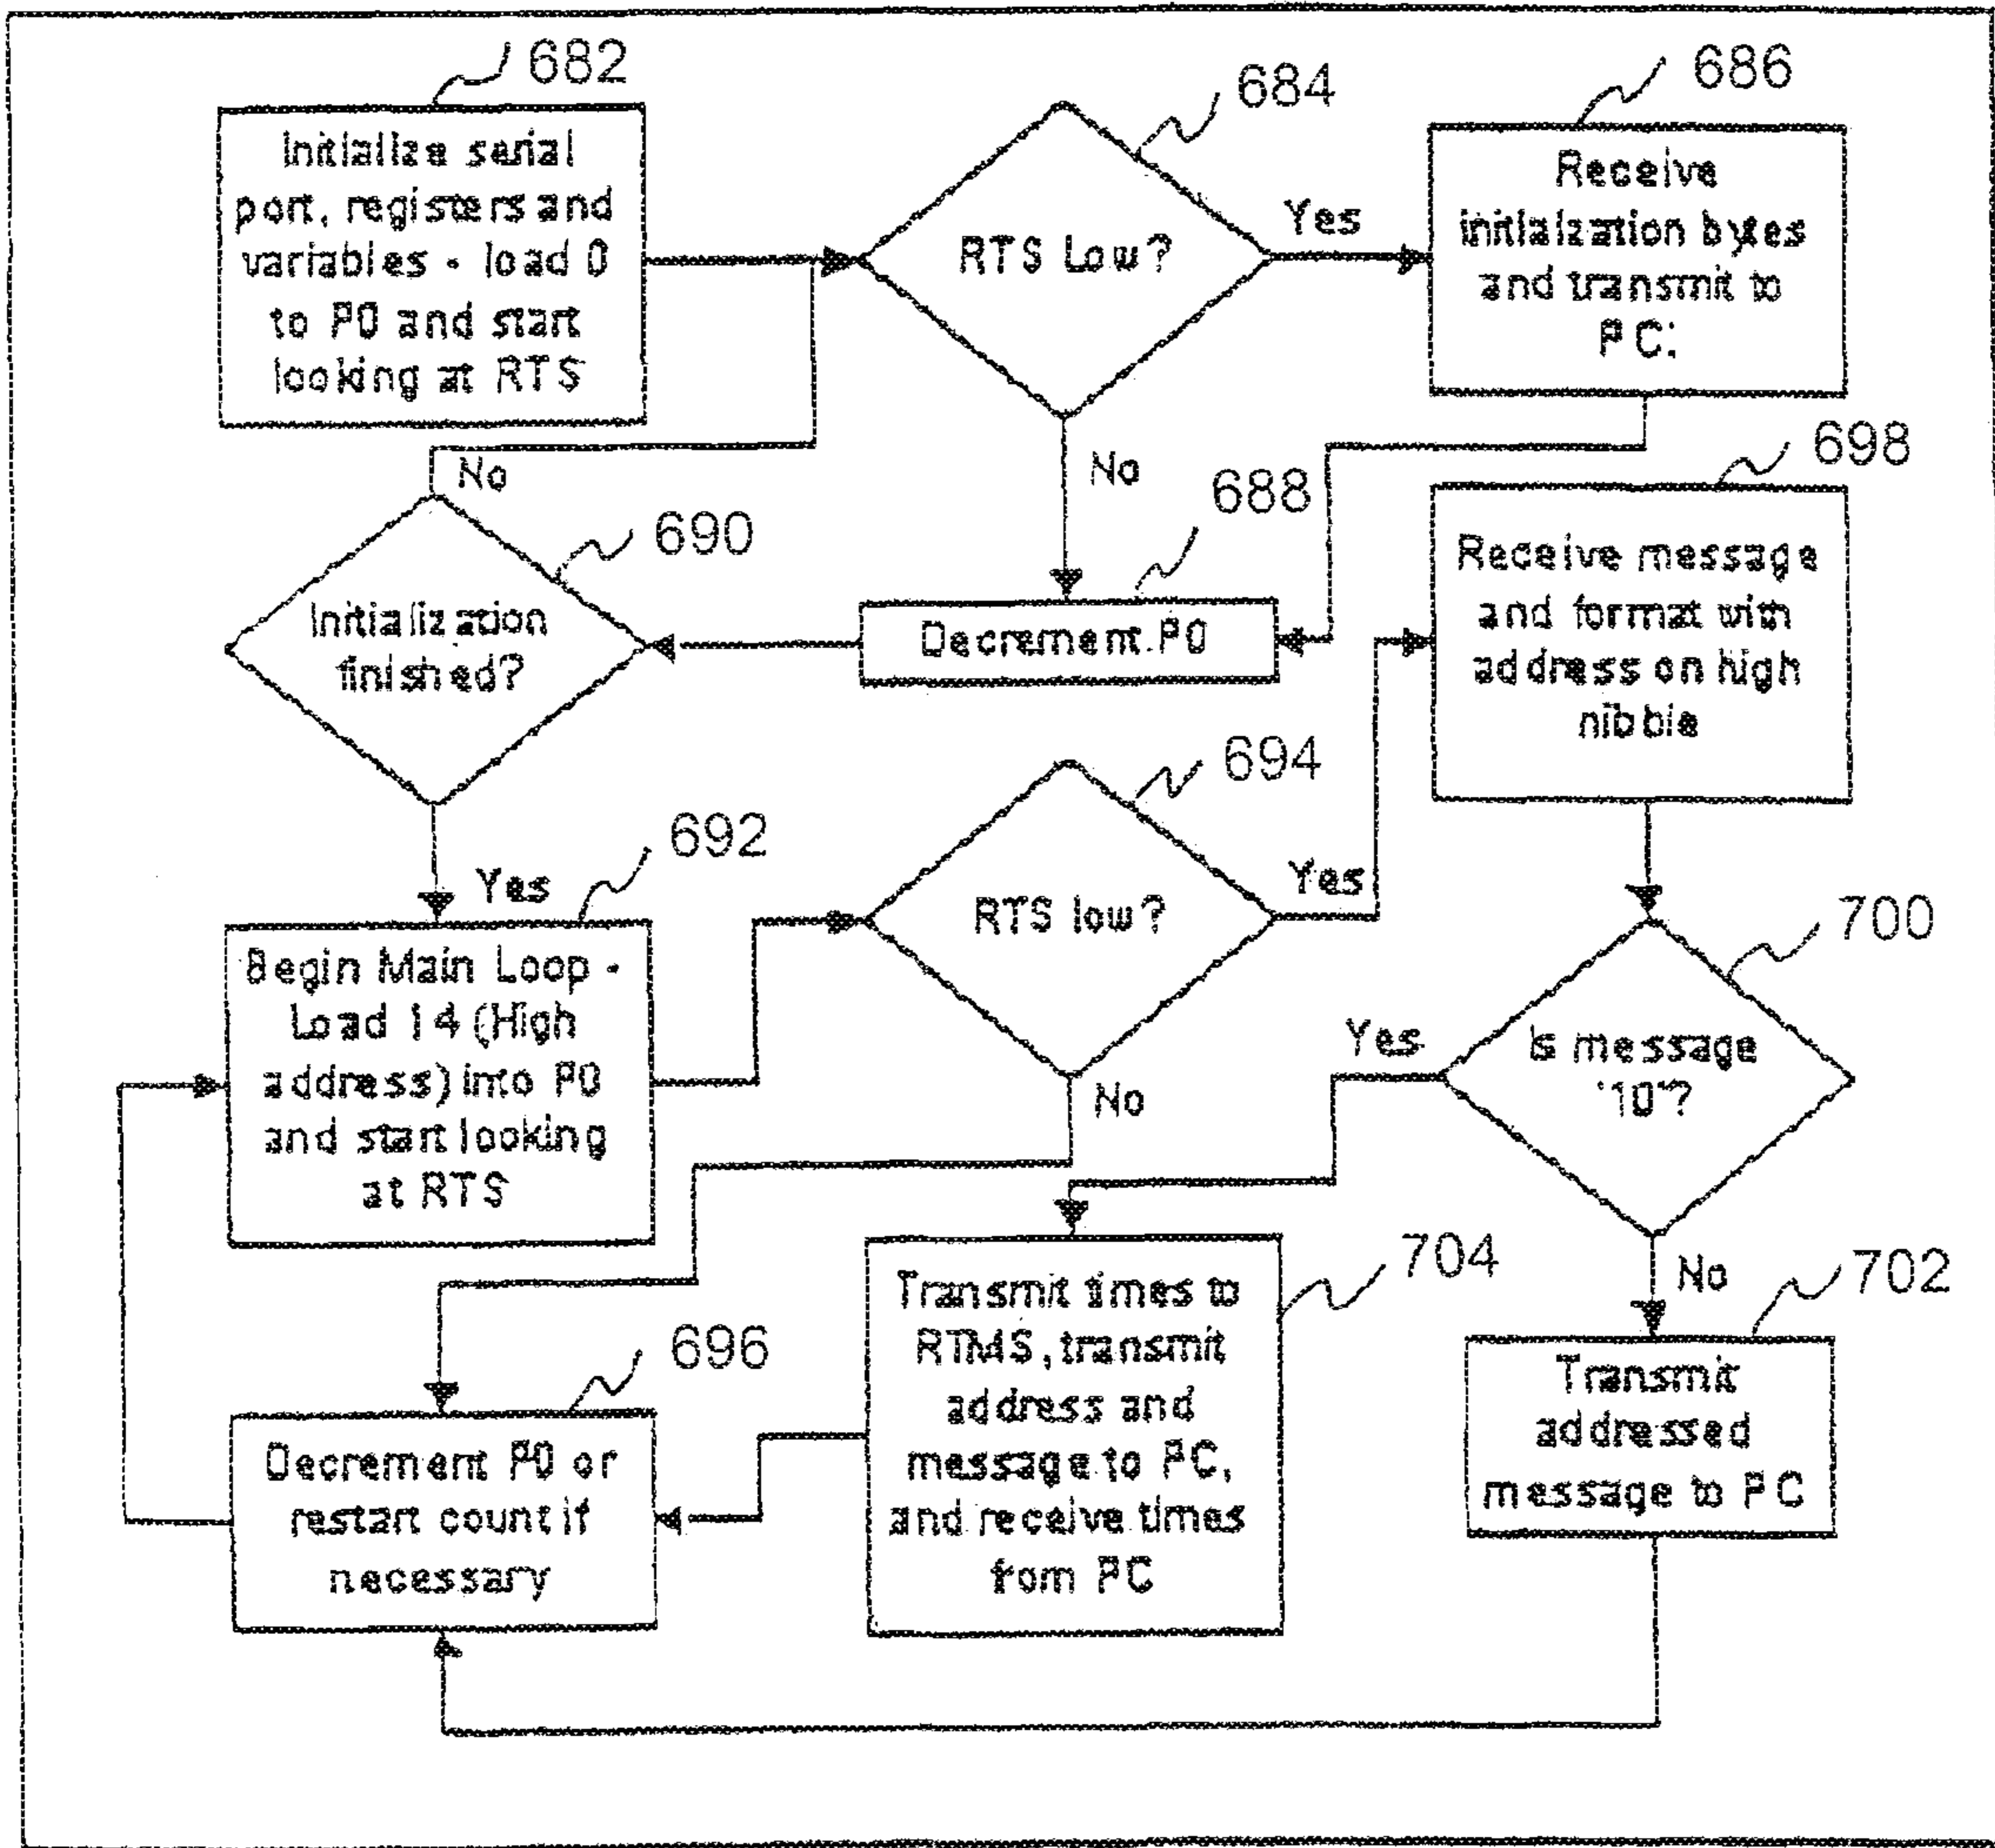 682
Initialize serial
port, registers and
variables - load 0
to P0 and start
looking at RTS
684
RTS Low?
Yes
No
686
Receive
initialization bytes
and transmit to
PC:
688
Decrement P0
690
Initialization
finished?
No
Yes
692
Begin Main Loop -
Load 14 (High
address) into P0
and start looking
at RTS
694
RTS low?
Yes
No
696
Decrement P0 or
restart count if
necessary
698
Receive message
and format with
address on high
nibble
700
Is message
'10'?
Yes
No
702
Transmit
addressed
message to PC
704
Transmit times to
RTMS, transmit
address and
message to PC,
and receive times
from PC